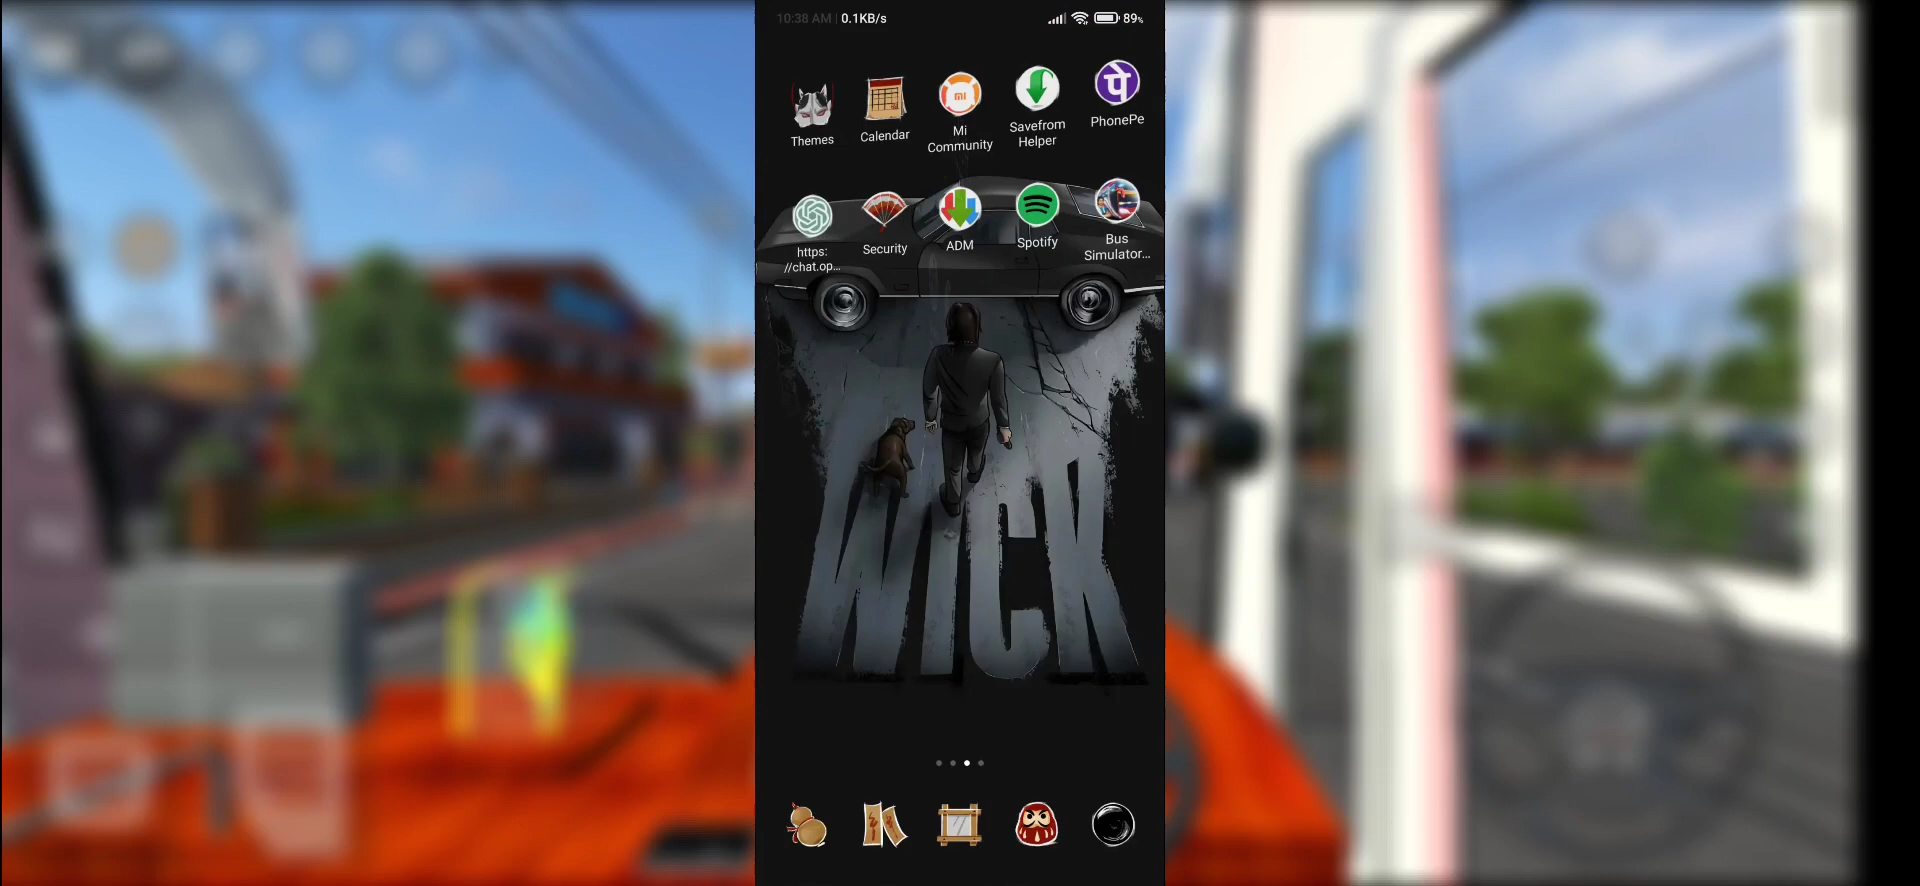 10:38 AM | 0.1KB/s 89%
mi
पे
Themes
Calendar
Mi
Community
Savefrom
Helper
PhonePe
https:
//chat.op...
Security
ADM
Spotify
Bus
Simulator...
WICK